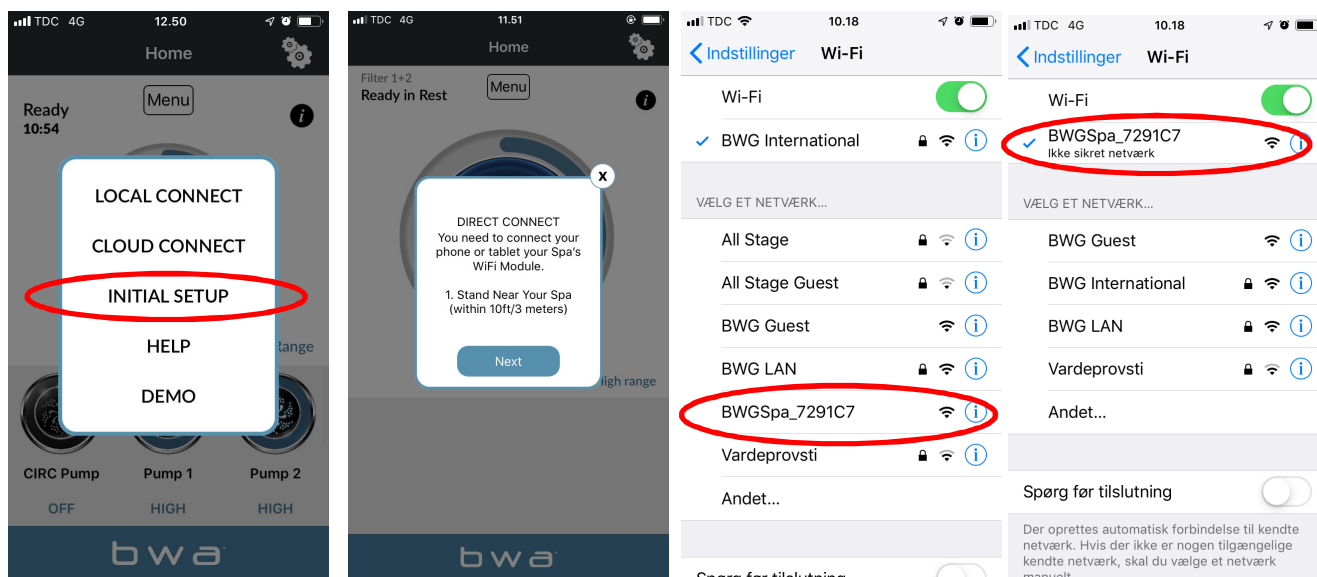 TDC 4G 12.50
Home
Ready
10:54
Menu
i
LOCAL CONNECT
CLOUD CONNECT
INITIAL SETUP
HELP
DEMO
Range
CIRC Pump Pump 1 Pump 2
OFF HIGH HIGH
bwa
TDC 4G 11.51
Home
Filter 1+2
Ready in Rest
Menu
i
X
DIRECT CONNECT
You need to connect your
phone or tablet your Spa's
WiFi Module.
1. Stand Near Your Spa
(within 10ft/3 meters)
Next
igh range
bwa
TDC 10.18
Indstillinger Wi-Fi
Wi-Fi
BWG International
VÆLG ET NETVÆRK...
All Stage
All Stage Guest
BWG Guest
BWG LAN
BWGSpa_7291C7
Vardeprovsti
Andet...
Spørg før tilslutning
TDC 4G 10.18
Indstillinger Wi-Fi
Wi-Fi
BWGSpa_7291C7
Ikke sikret netværk
VÆLG ET NETVÆRK...
BWG Guest
BWG International
BWG LAN
Vardeprovsti
Andet...
Spørg før tilslutning
Der oprettes automatisk forbindelse til kendte
netværk. Hvis der ikke er nogen tilgængelige
kendte netværk, skal du vælge et netværk
manuelt